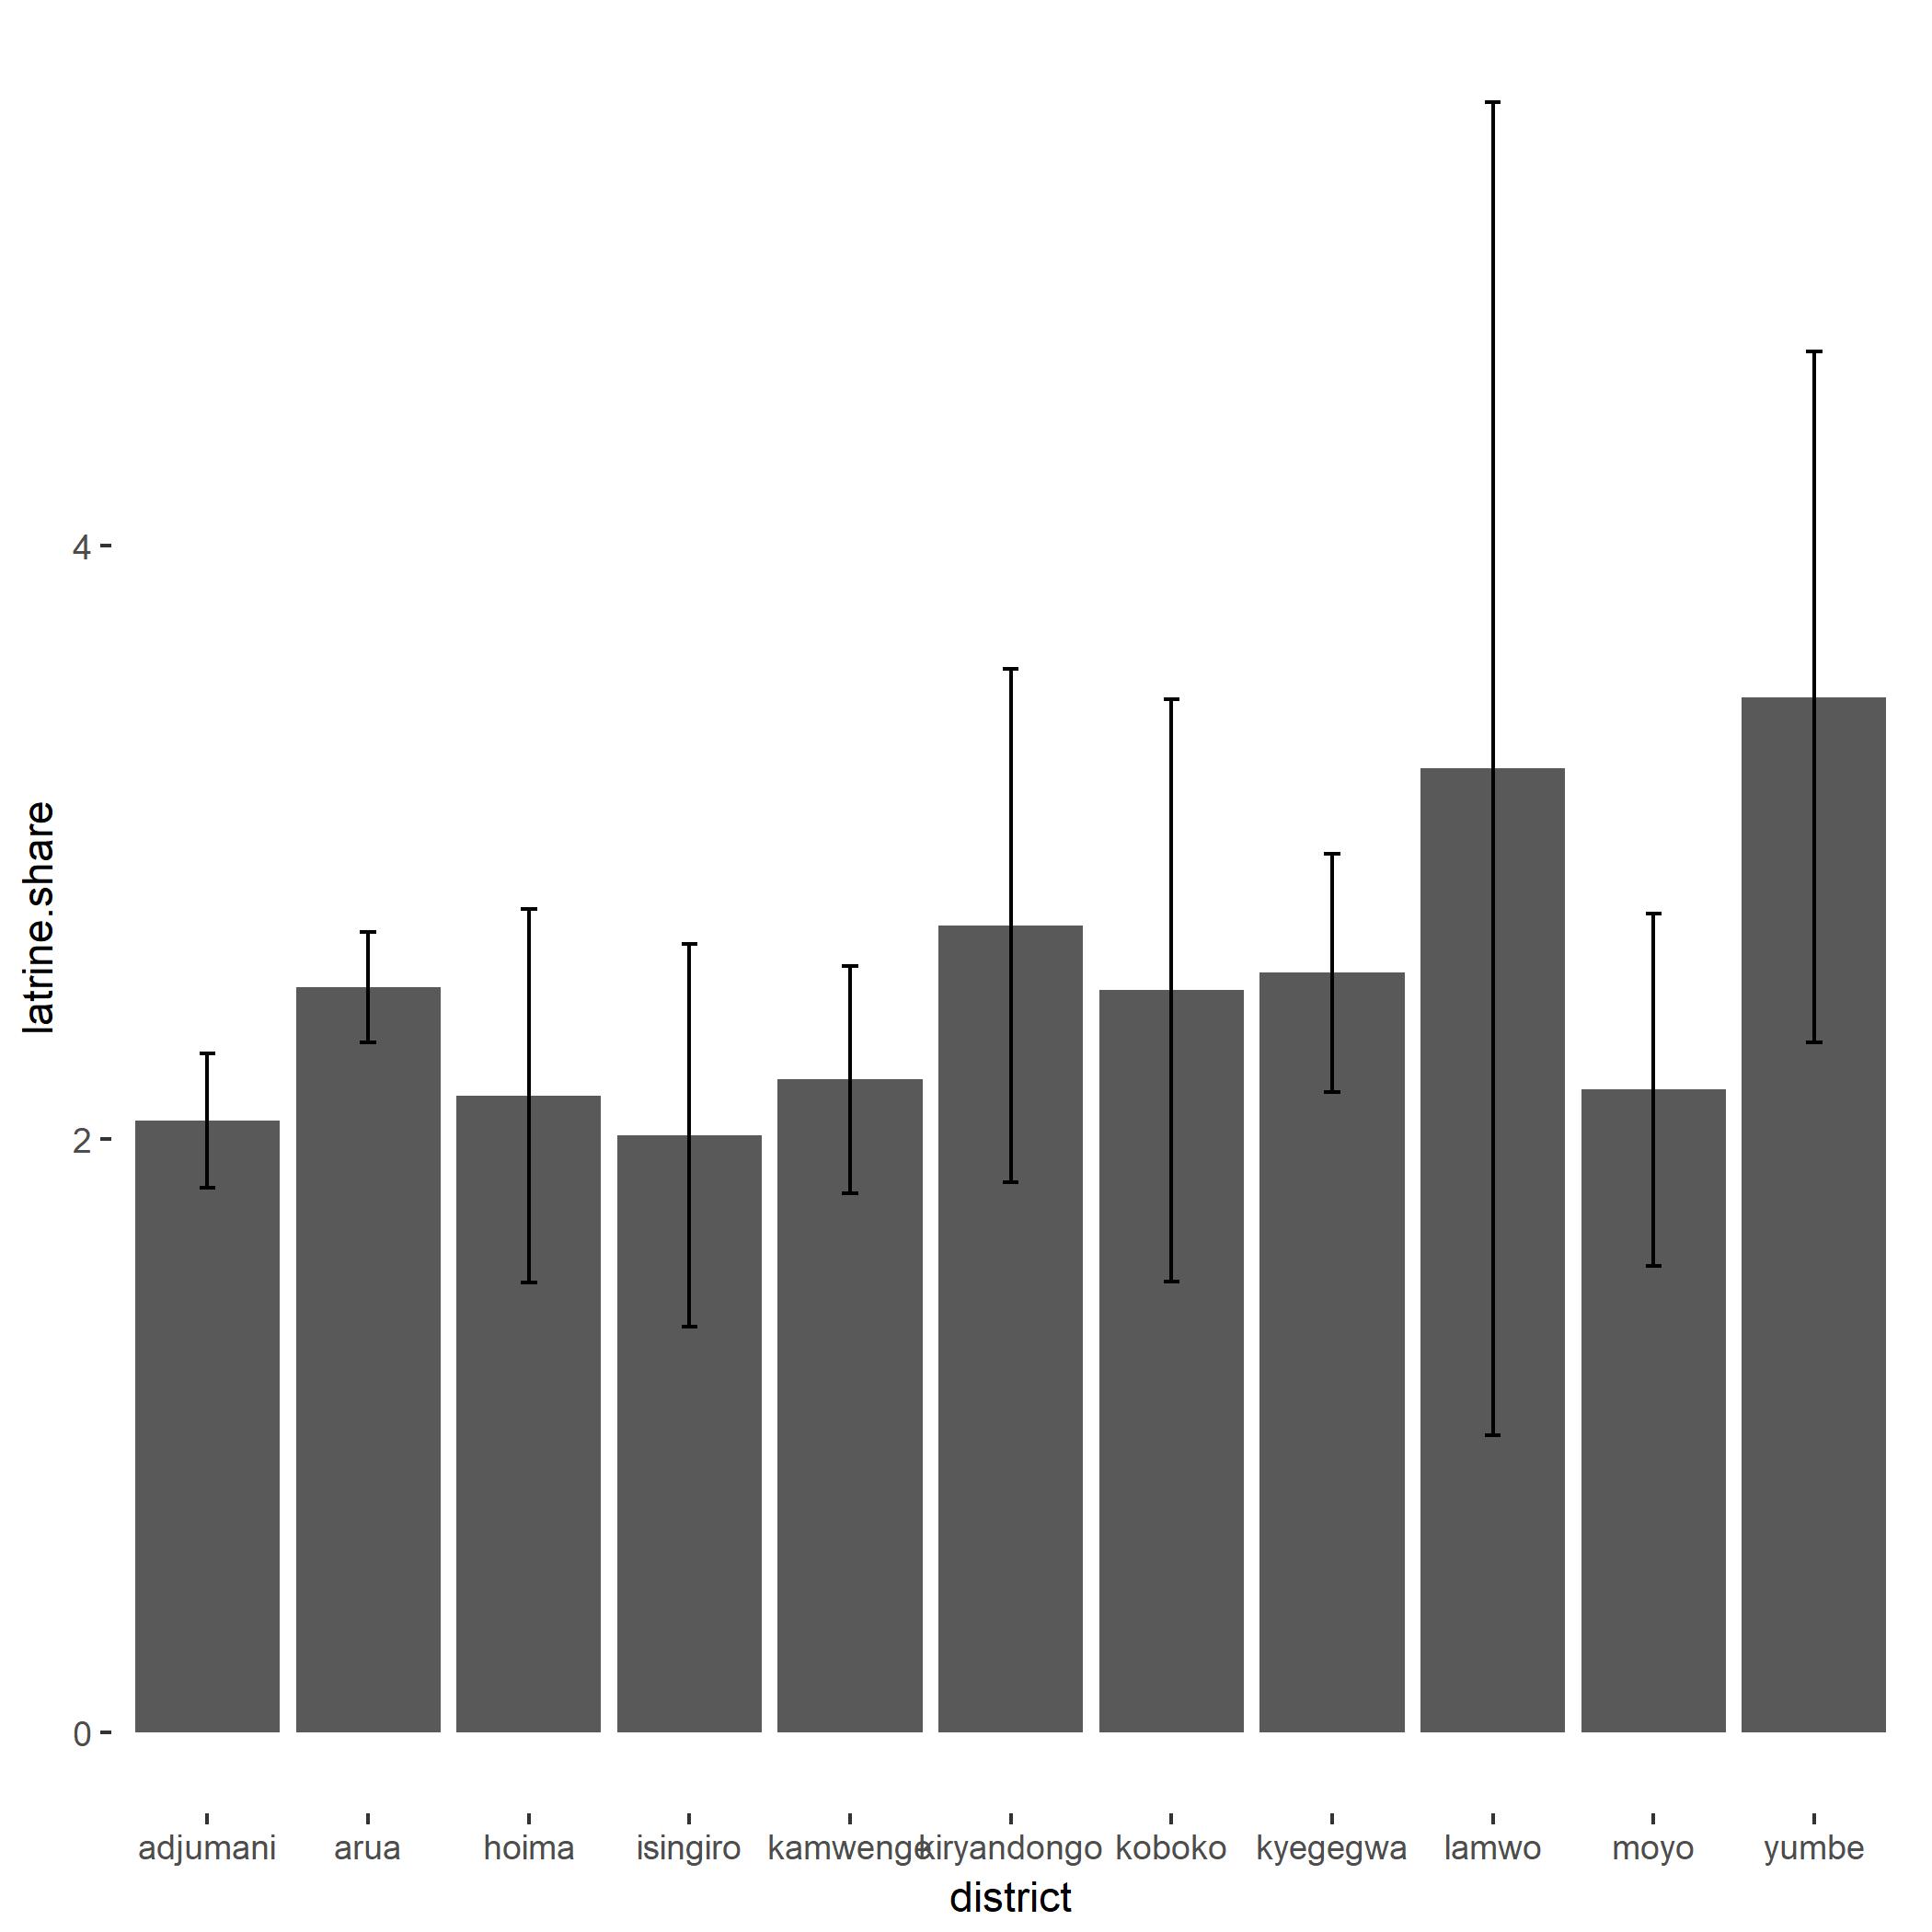 latrine.share
4
2
0
adjumani arua hoima isingiro kamwenge kiryandongo koboko kyegegwa lamwo moyo yumbe
district